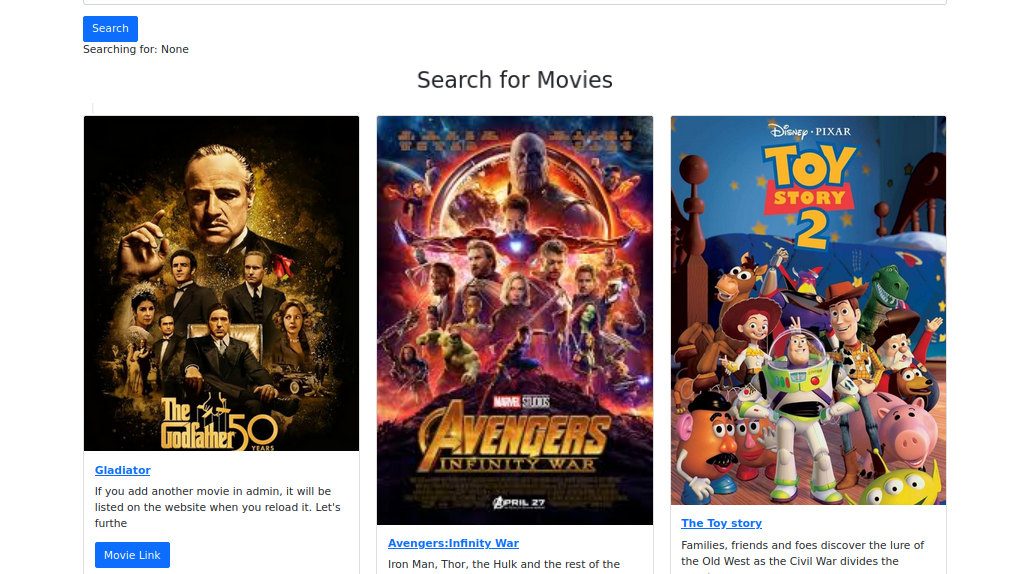 Search
Searching for: None
Search for Movies
The
Godfather 50
YEARS
Gladiator
If you add another movie in admin, it will be
listed on the website when you reload it. Let's
furthe
Movie Link
MARVEL STUDIOS
AVENGERS
INFINITY WAR
APRIL 27
Avengers:Infinity War
Iron Man, Thor, the Hulk and the rest of the
Disney · PIXAR
TOY
STORY
2
The Toy story
Families, friends and foes discover the lure of
the Old West as the Civil War divides the